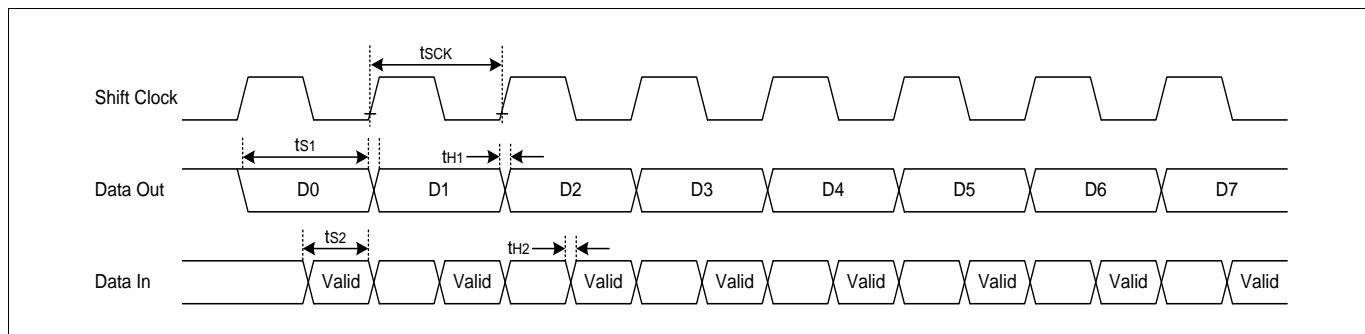 tSCK
Shift Clock
tS1
tH1
Data Out
D0
D1
D2
D3
D4
D5
D6
D7
tS2
tH2
Data In
Valid
Valid
Valid
Valid
Valid
Valid
Valid
Valid